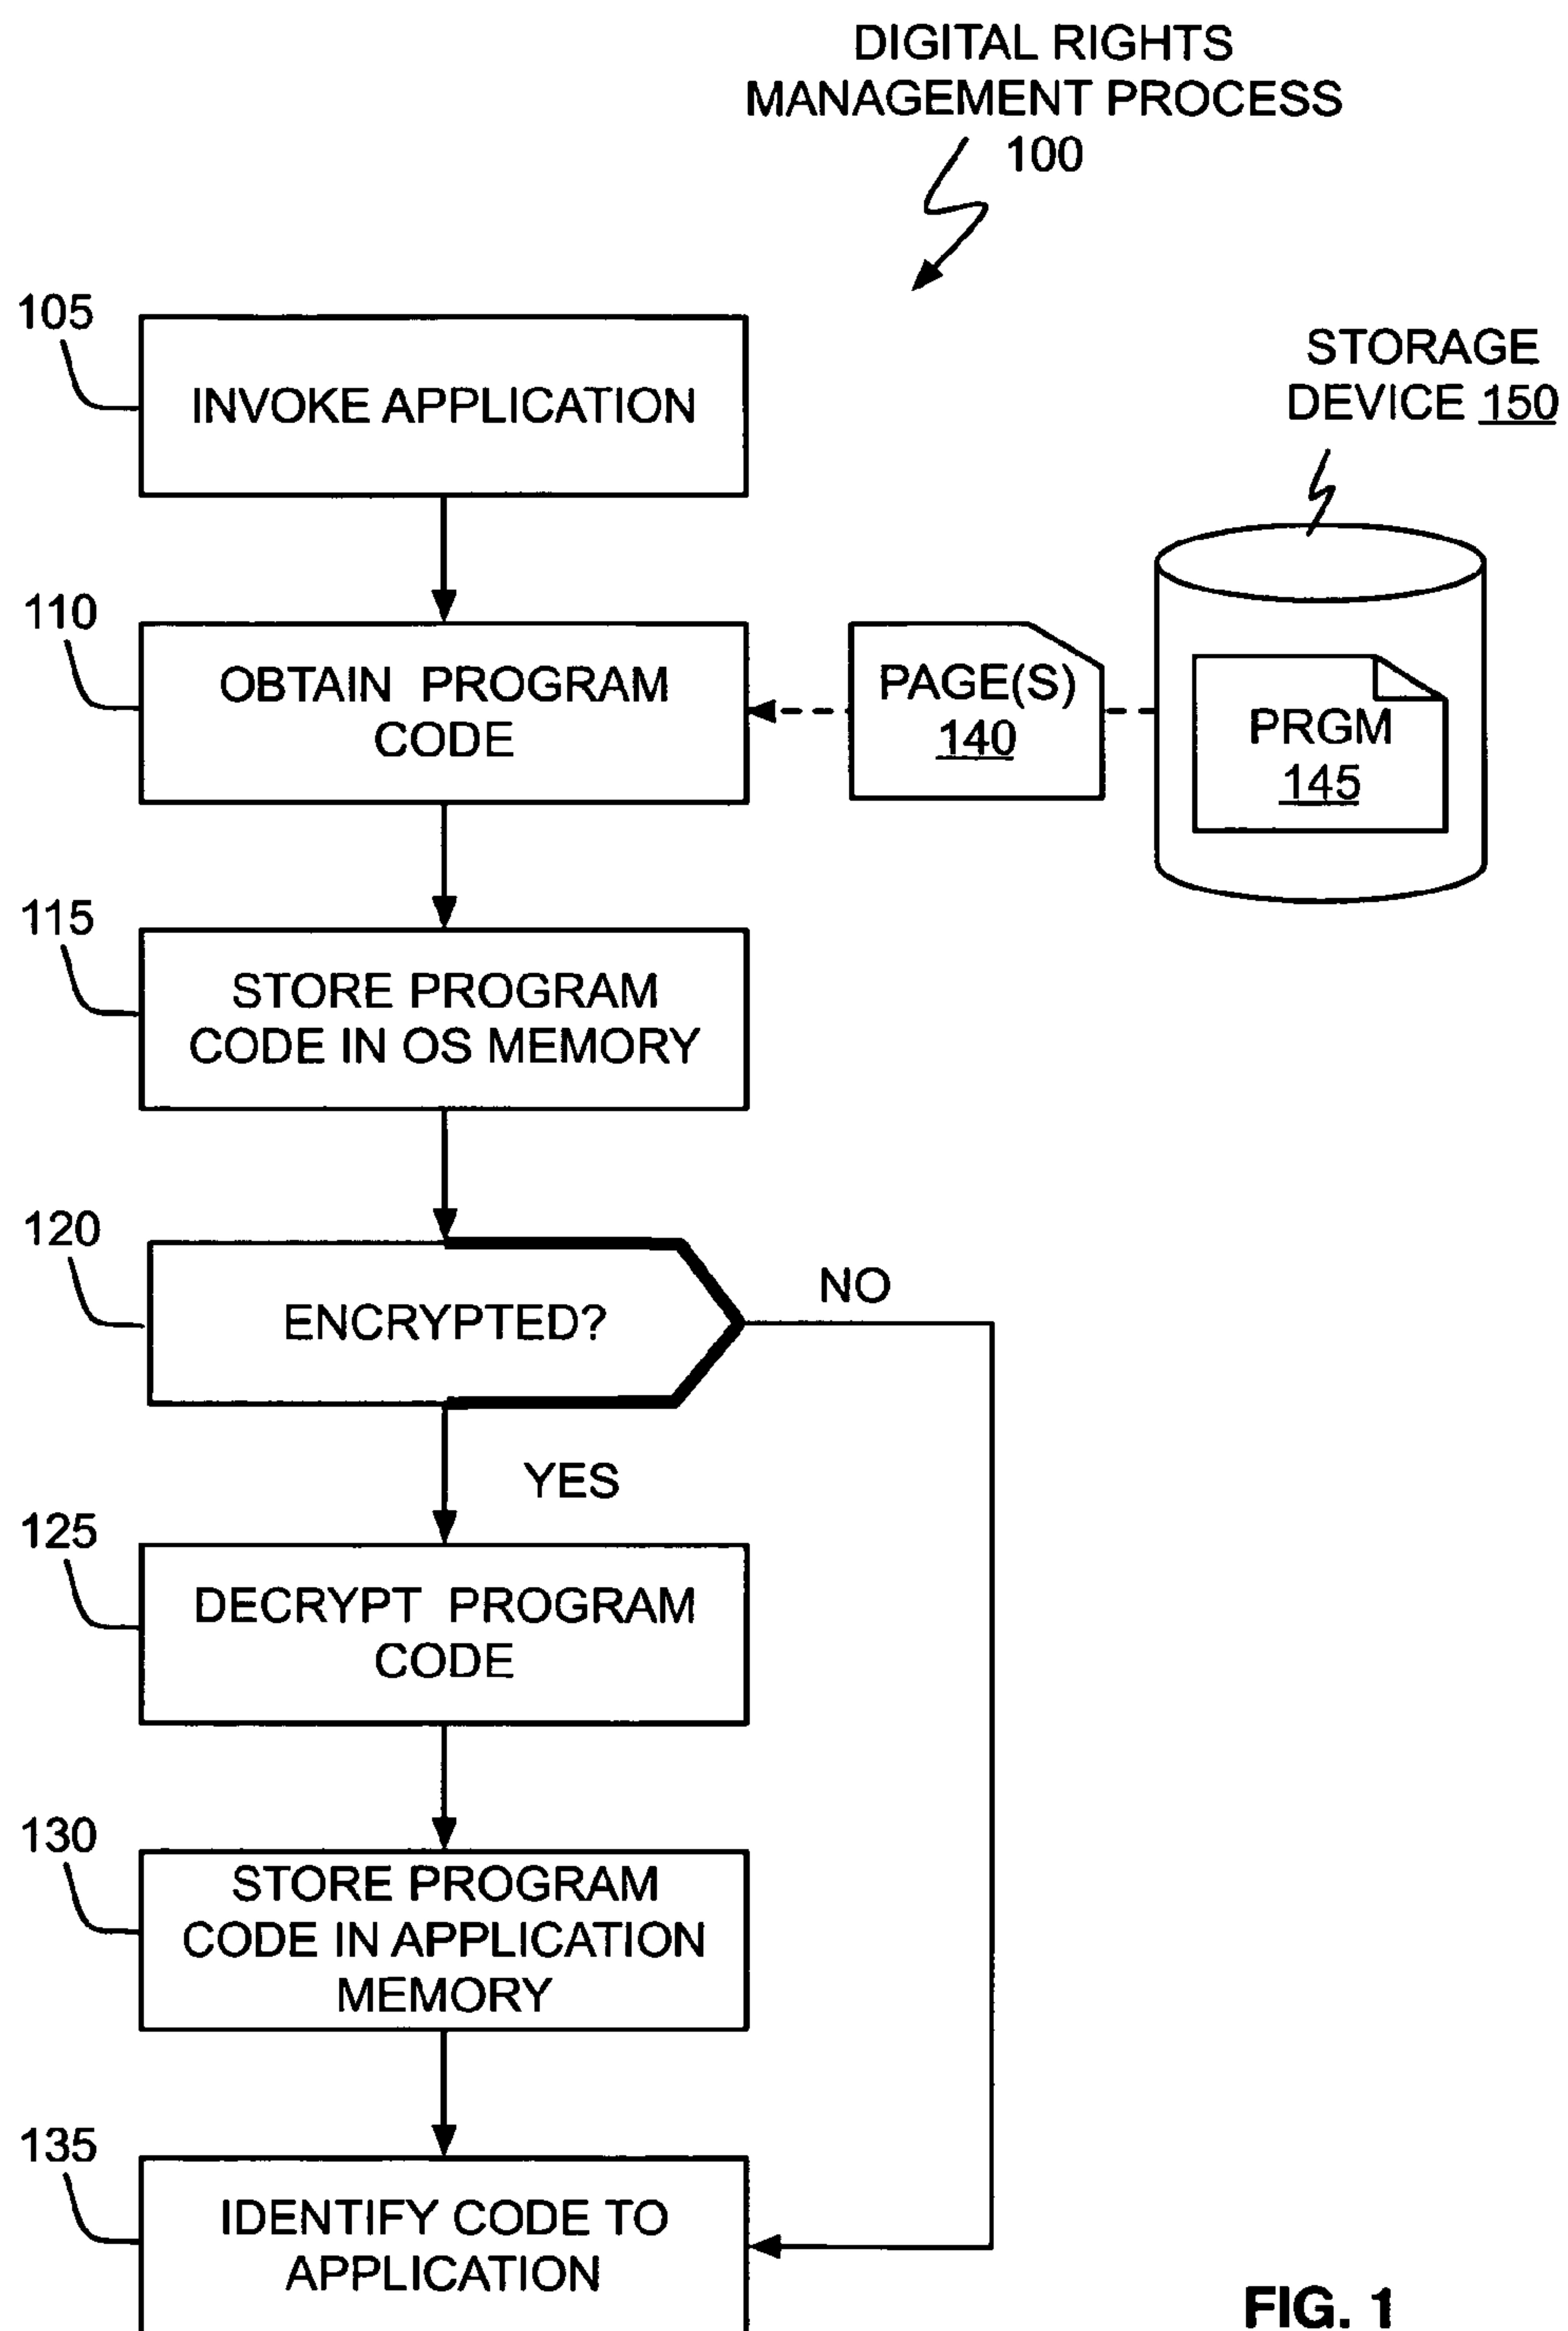 DIGITAL RIGHTS
MANAGEMENT PROCESS
100
105
INVOKE APPLICATION
STORAGE
DEVICE 150
110
OBTAIN PROGRAM
CODE
PAGE(S)
140
PRGM
145
115
STORE PROGRAM
CODE IN OS MEMORY
120
ENCRYPTED?
NO
YES
125
DECRYPT PROGRAM
CODE
130
STORE PROGRAM
CODE IN APPLICATION
MEMORY
135
IDENTIFY CODE TO
APPLICATION
FIG. 1